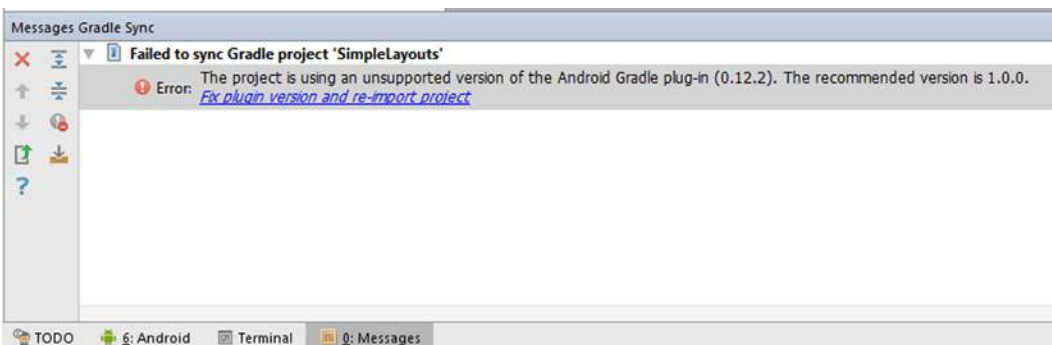 Messages Gradle Sync
Failed to sync Gradle project 'SimpleLayouts'
Error: The project is using an unsupported version of the Android Gradle plug-in (0.12.2). The recommended version is 1.0.0.
Fix plugin version and re-import project
TODO 6: Android Terminal 0: Messages